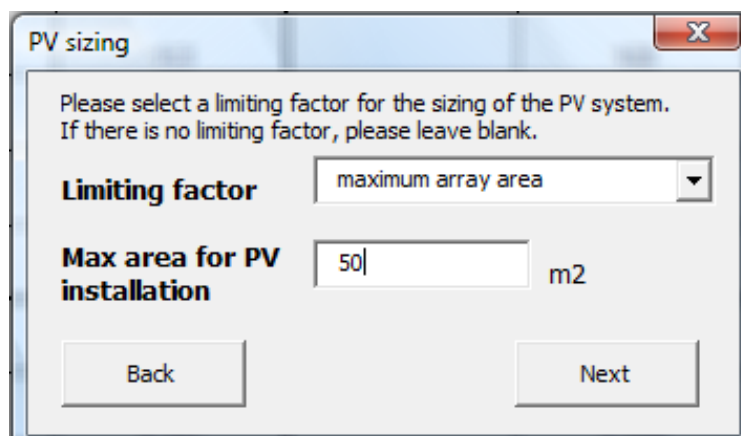 PV sizing
Please select a limiting factor for the sizing of the PV system.
If there is no limiting factor, please leave blank.
Limiting factor
maximum array area
Max area for PV
installation
50
m2
Back
Next